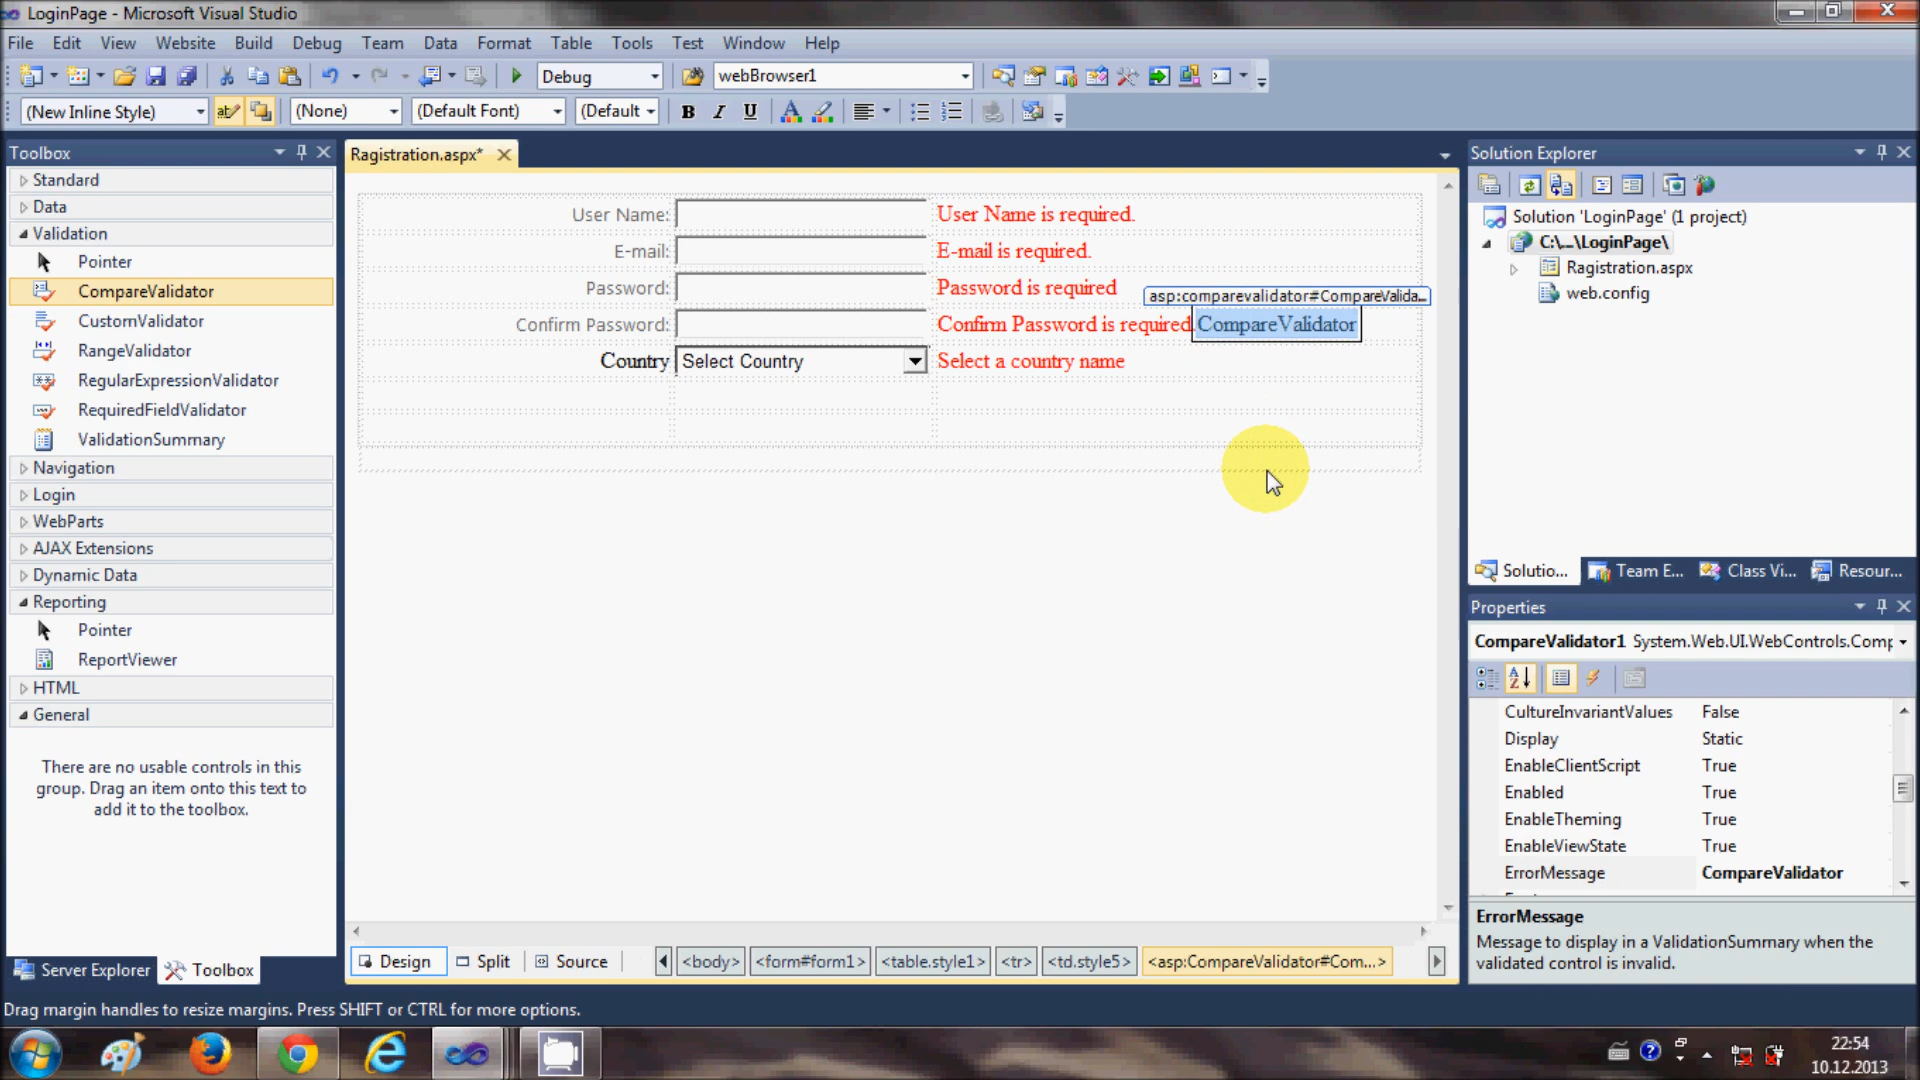 LoginPage - Microsoft Visual Studio
File Edit View Website Build Debug Team Data Format Table Tools Test Window Help
Debug webBrowser1
(New Inline Style) (None) (Default Font) (Default B I U
Toolbox
Standard
Data
Validation
Pointer
CompareValidator
CustomValidator
RangeValidator
RegularExpressionValidator
RequiredFieldValidator
ValidationSummary
Navigation
Login
WebParts
AJAX Extensions
Dynamic Data
Reporting
Pointer
ReportViewer
HTML
General
There are no usable controls in this
group. Drag an item onto this text to
add it to the toolbox.
Server Explorer Toolbox
Ragistration.aspx*
User Name: User Name is required.
E-mail: E-mail is required.
Password: Password is required
asp:comparevalidator#CompareValida...
Confirm Password: Confirm Password is required. CompareValidator
Country Select Country Select a country name
Design Split Source <body> <form#form1> <table.style1> <tr> <td.style5> <asp:CompareValidator#Com...>
Solution Explorer
Solution 'LoginPage' (1 project)
C:\...\LoginPage\
Ragistration.aspx
web.config
Solutio... Team E... Class Vi... Resour...
Properties
CompareValidator1 System.Web.UI.WebControls.Comp
CultureInvariantValues False
Display Static
EnableClientScript True
Enabled True
EnableTheming True
EnableViewState True
ErrorMessage CompareValidator
ErrorMessage
Message to display in a ValidationSummary when the
validated control is invalid.
Drag margin handles to resize margins. Press SHIFT or CTRL for more options.
22:54
10.12.2013